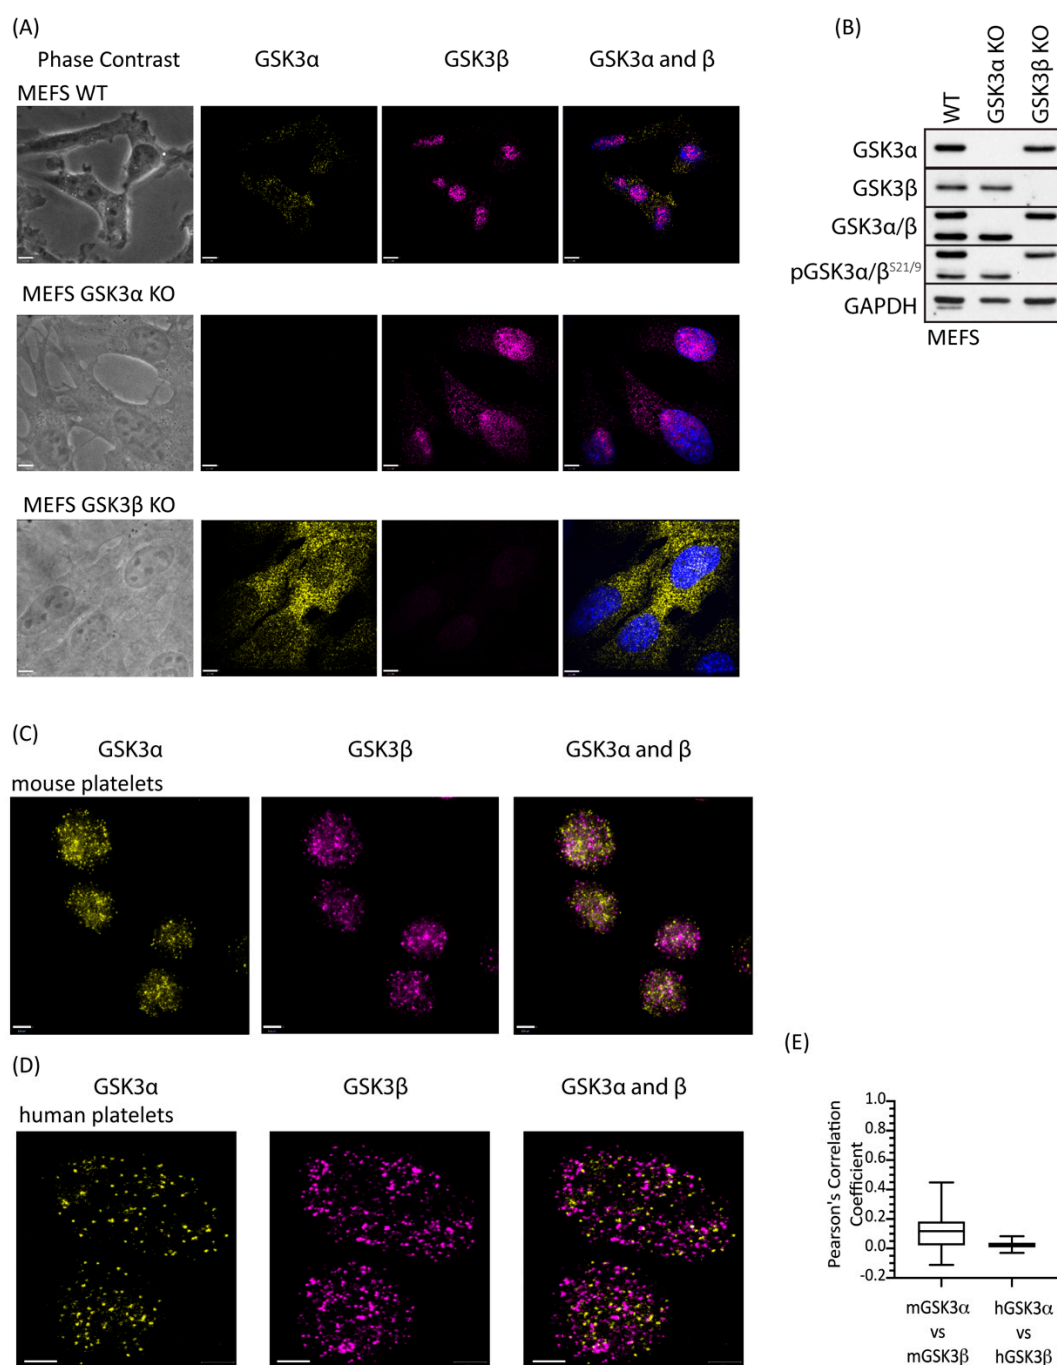 (A)
Phase Contrast GSK3α GSK3β GSK3α and β
MEFS WT
MEFS GSK3α KO
MEFS GSK3β KO
(B)
WT
GSK3α KO
GSK3β KO
GSK3α
GSK3β
GSK3α/β
pGSK3α/βS21/9
GAPDH
MEFS
(C)
GSK3α GSK3β GSK3α and β
mouse platelets
(D)
GSK3α GSK3β GSK3α and β
human platelets
(E)
Pearson's Correlation
Coefficient
1.0
0.8
0.6
0.4
0.2
0.0
-0.2
mGSK3α hGSK3α
vs vs
mGSK3β hGSK3β